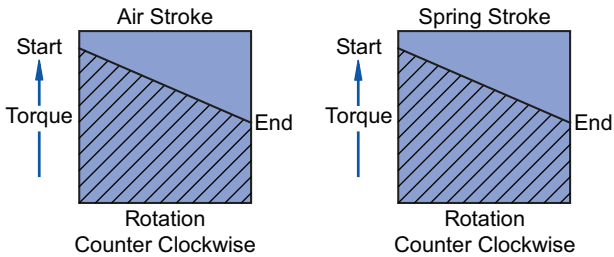 Air Stroke
Start
Torque
End
Rotation
Counter Clockwise
Spring Stroke
Start
Torque
End
Rotation
Counter Clockwise